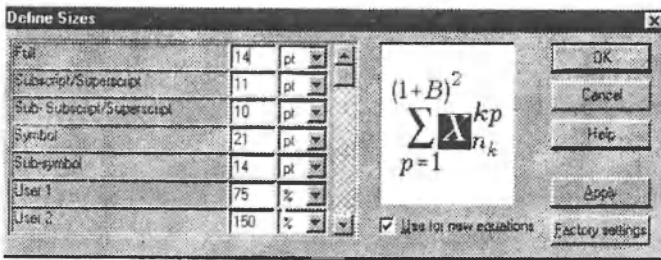 Define Sizes
Full 14 pt
Subscript/Superscript 11 pt
Sub- Subscript/Superscript 10 pt
Symbol 21 pt
Sub-symbol 14 pt
User 1 75 %
User 2 150 %
(1+B)²
∑ X kp nₖ
p=1
Use for new equations
OK
Cancel
Help
Apply
Factory settings